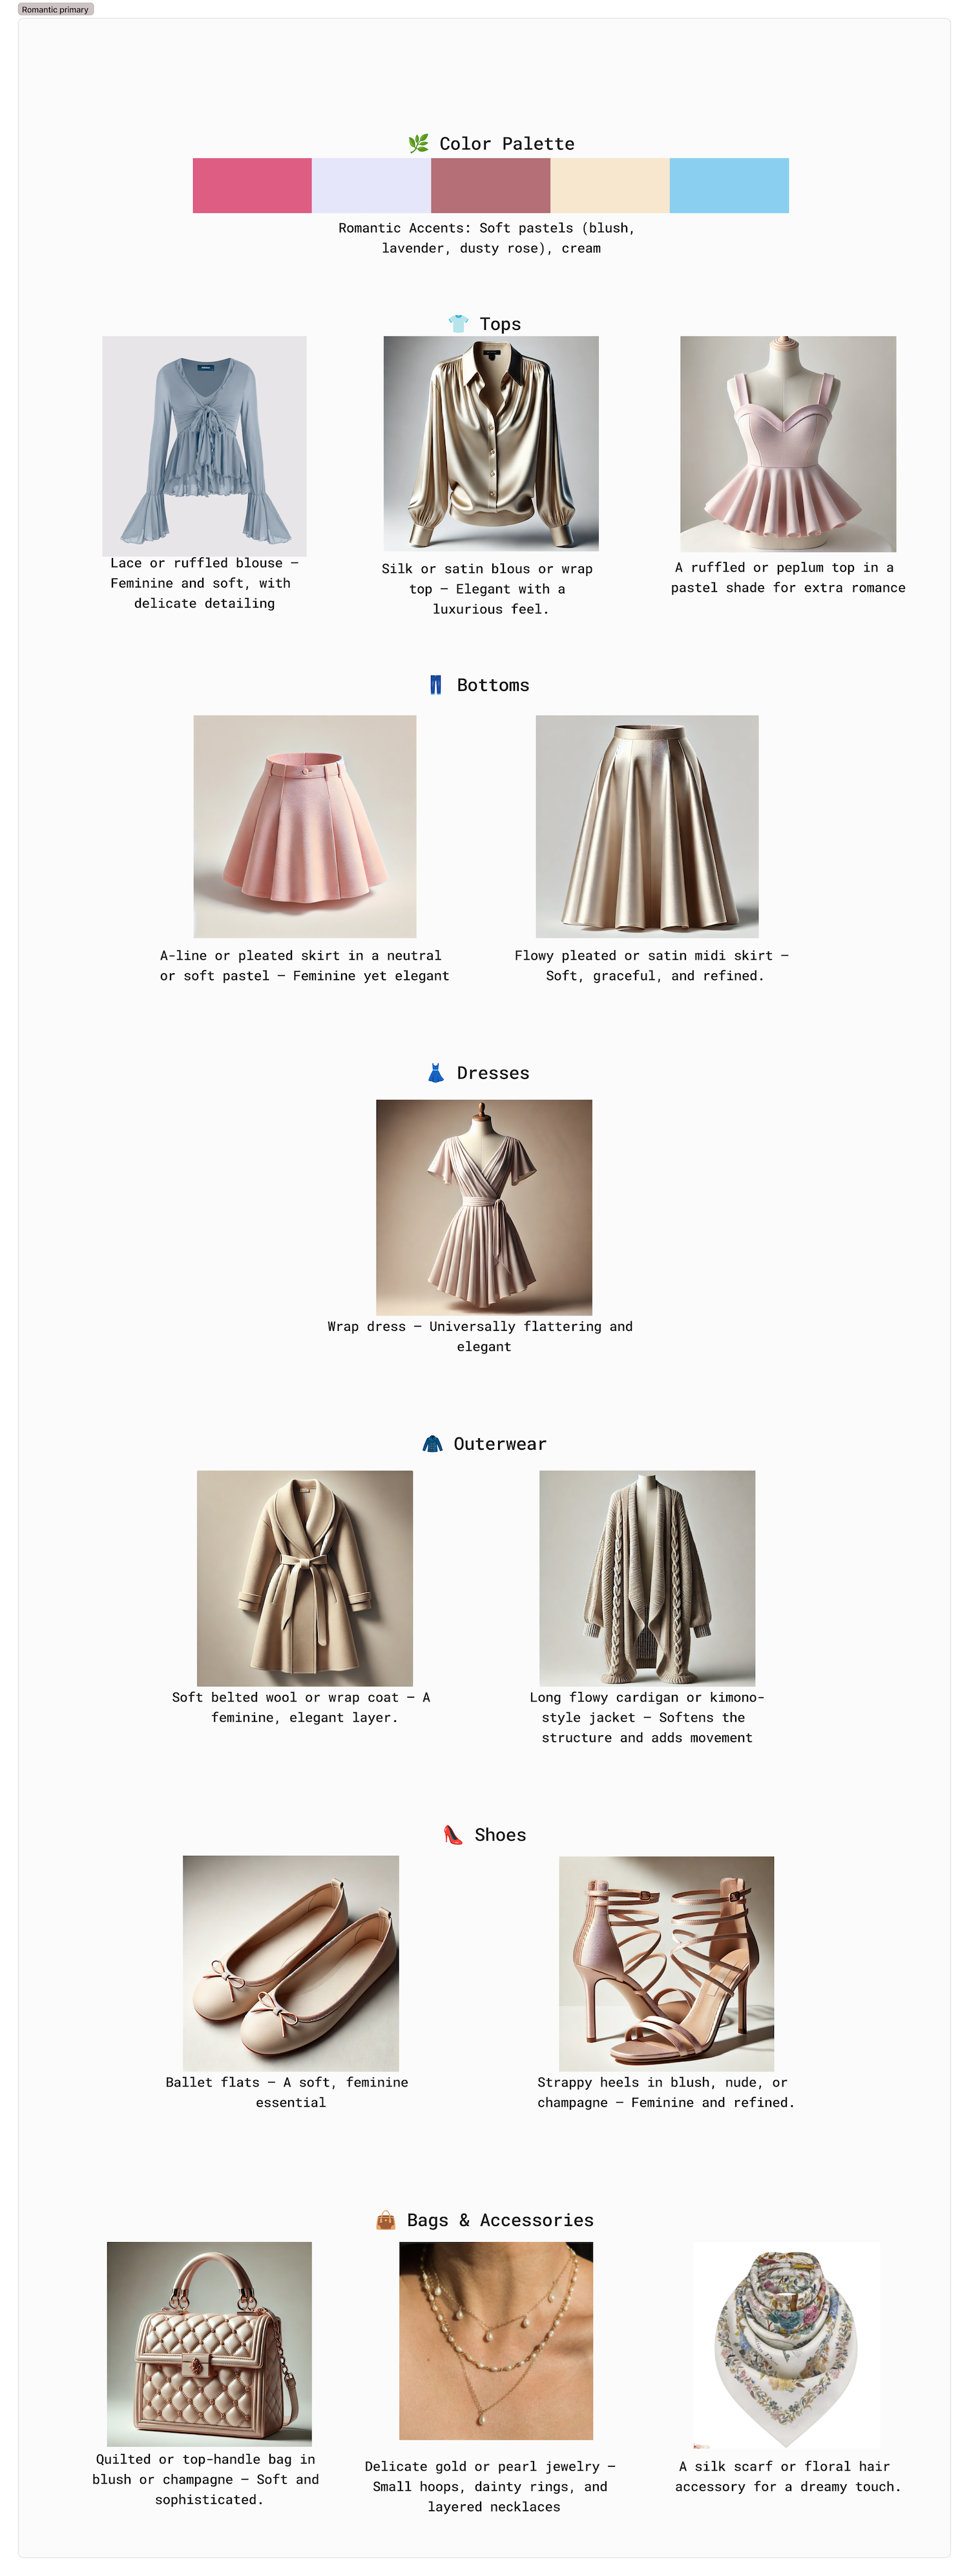 Romantic primary
🌿 Color Palette
Romantic Accents: Soft pastels (blush,
lavender, dusty rose), cream
👕 Tops
Lace or ruffled blouse –
Feminine and soft, with
delicate detailing
Silk or satin blous or wrap
top – Elegant with a
luxurious feel.
A ruffled or peplum top in a
pastel shade for extra romance
👖 Bottoms
A-line or pleated skirt in a neutral
or soft pastel – Feminine yet elegant
Flowy pleated or satin midi skirt –
Soft, graceful, and refined.
👗 Dresses
Wrap dress – Universally flattering and
elegant
🧥 Outerwear
Soft belted wool or wrap coat – A
feminine, elegant layer.
Long flowy cardigan or kimono-
style jacket – Softens the
structure and adds movement
👠 Shoes
Ballet flats – A soft, feminine
essential
Strappy heels in blush, nude, or
champagne – Feminine and refined.
👜 Bags & Accessories
Quilted or top-handle bag in
blush or champagne – Soft and
sophisticated.
Delicate gold or pearl jewelry –
Small hoops, dainty rings, and
layered necklaces
A silk scarf or floral hair
accessory for a dreamy touch.